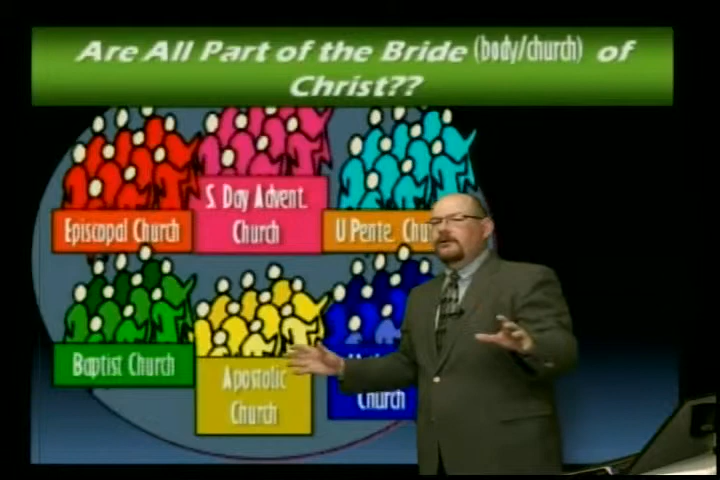 Are All Part of the Bride (body/church) of
Christ??
Episcopal Church
S. Day Advent.
Church
U Pente.
Baptist Church
Apostolic
Church
Church